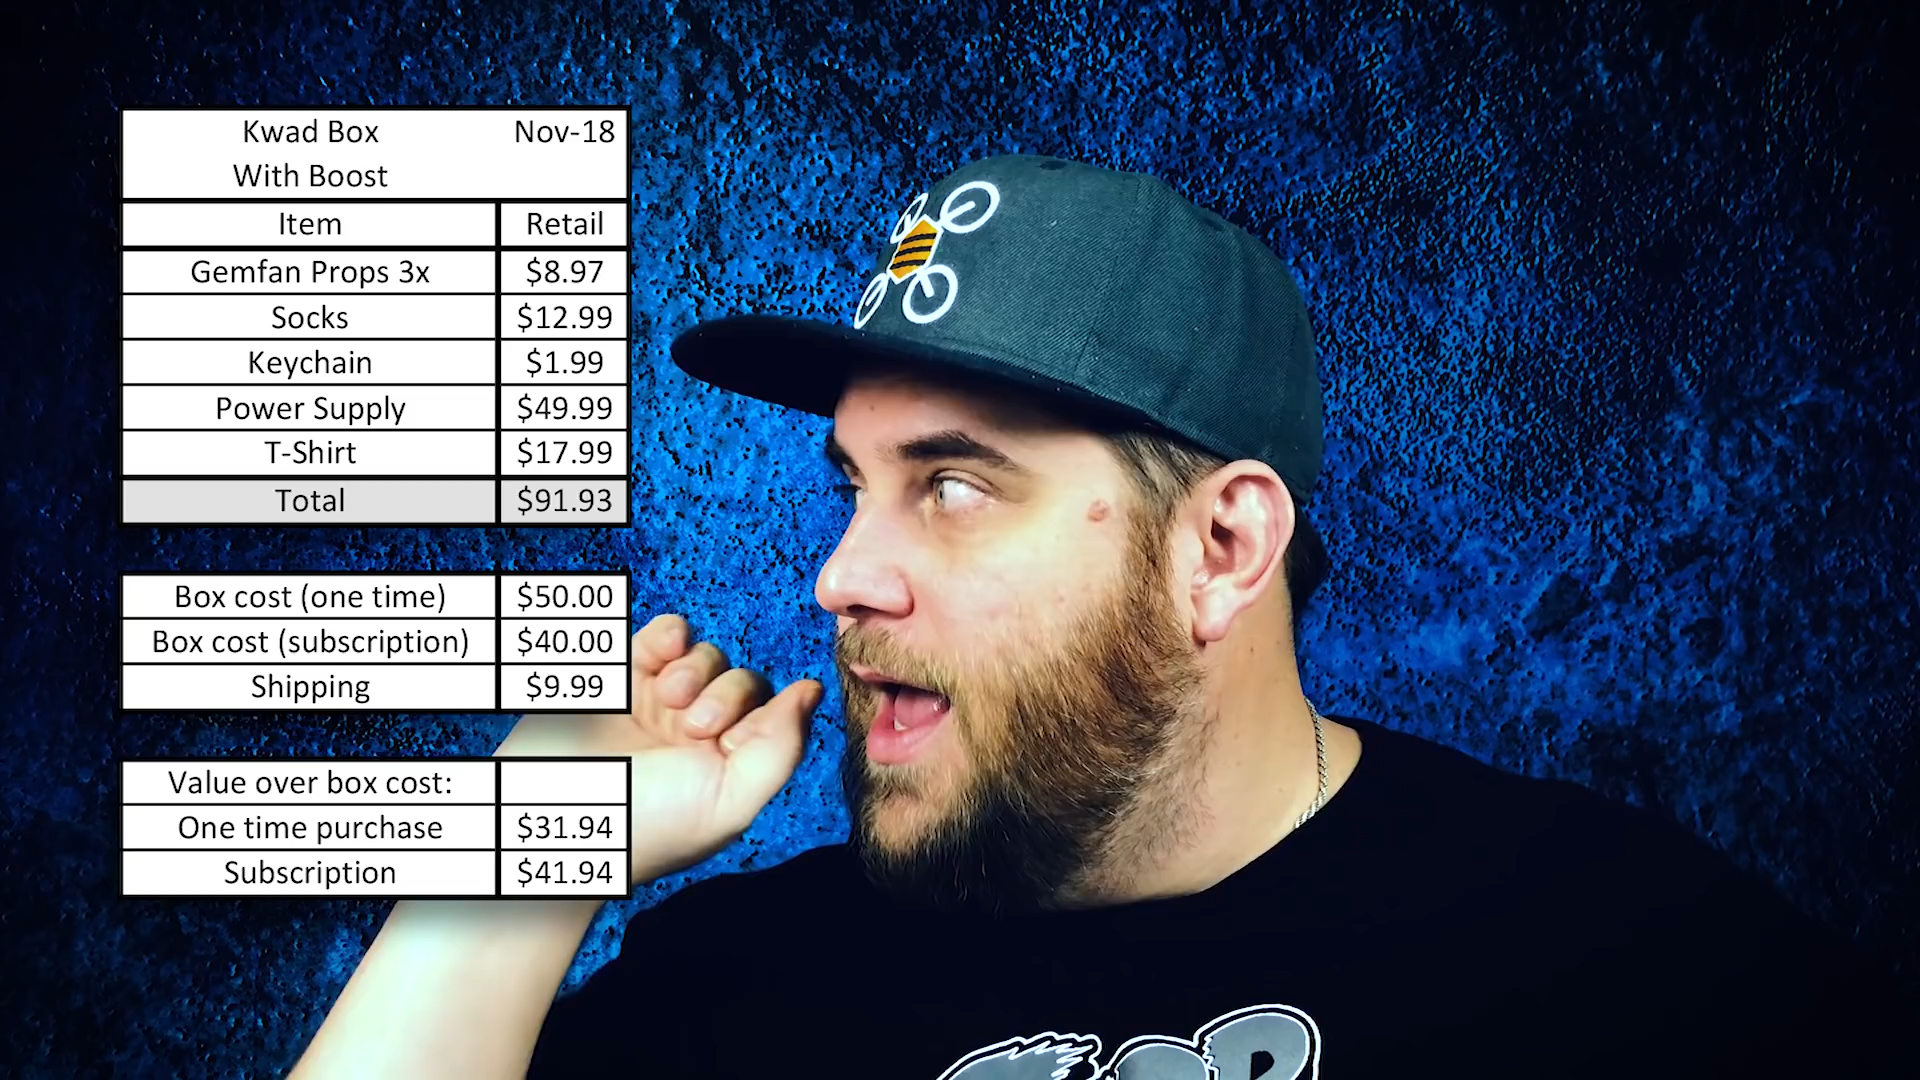 Kwad Box Nov-18
With Boost
Item Retail
Gemfan Props 3x $8.97
Socks $12.99
Keychain $1.99
Power Supply $49.99
T-Shirt $17.99
Total $91.93
Box cost (one time) $50.00
Box cost (subscription) $40.00
Shipping $9.99
Value over box cost:
One time purchase $31.94
Subscription $41.94